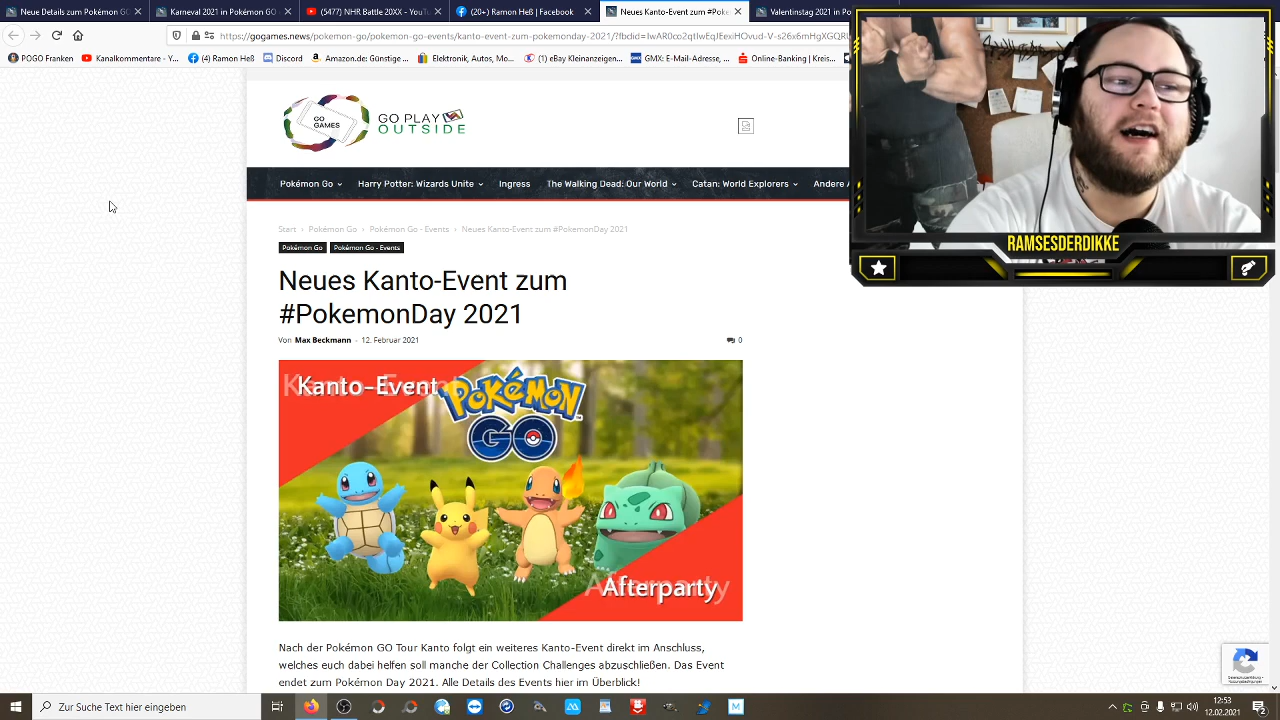 Neue Details zum Pokémon GO
Karneval 2021 in Pokémon GO
(5477) NHR Battle 20XX - YouTu
(20+) Ramon Heß | Facebook
Neues Kanto-Event zum #Poke
Valentinstag 2021 in Po
https://gogames.news/pokemon-go/pokemon-go-events/kanto-event-zum-pokemonday-2021/
POGO Franken
Kanalkommentare - Y...
(4) Ramon Heß
Discord
Amazon.de: Günstige ...
Elektronik, Autos, Mo...
(1) eBay Kleinanzeigen...
GMX: E-Mail-Adresse, ...
Online-Banking | Kreis...
GO GAMES
GO PLAY OUTSIDE
RAMSESDERDIKKE
Pokémon Go
Harry Potter: Wizards Unite
Ingress
The Walking Dead: Our World
Catan: World Explorers
Andere A
Start › Pokémon Go › Pokémon Go - Events › Neues Kanto-Event zum #PokemonDay 2021
Pokémon Go
Pokémon Go - Events
Neues Kanto-Event zum
#PokemonDay 2021
Von Max Beckmann - 12. Februar 2021
0
Kanto-Event
POKÉMON
GO
Afterparty
Nach der Pokémon GO Tour Kanto folgt ein weiteres Kanto-Event direkt im Anschluss,
welches euch dabei helfen soll manche der Collection Challenges abzuschließen. Das Event
endet zum Pokémon Day 2021. Alle Details des Events hier im Überblick!
Zur Suche Text hier eingeben
12:53
12.02.2021